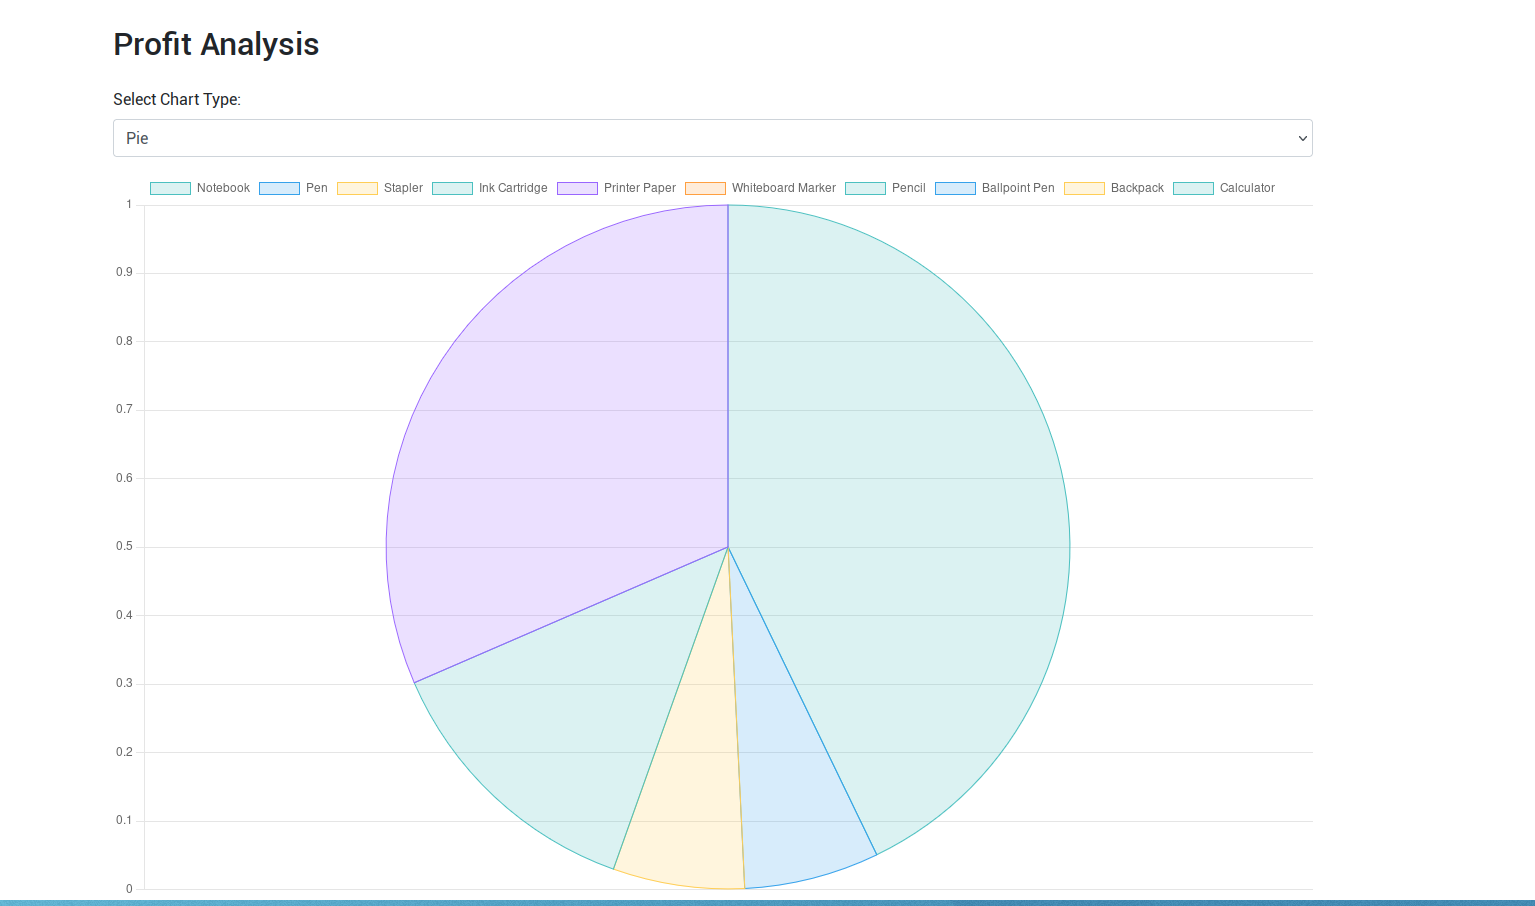 Profit Analysis
Select Chart Type:
Pie
Notebook Pen Stapler Ink Cartridge Printer Paper Whiteboard Marker Pencil Ballpoint Pen Backpack Calculator
1
0.9
0.8
0.7
0.6
0.5
0.4
0.3
0.2
0.1
0